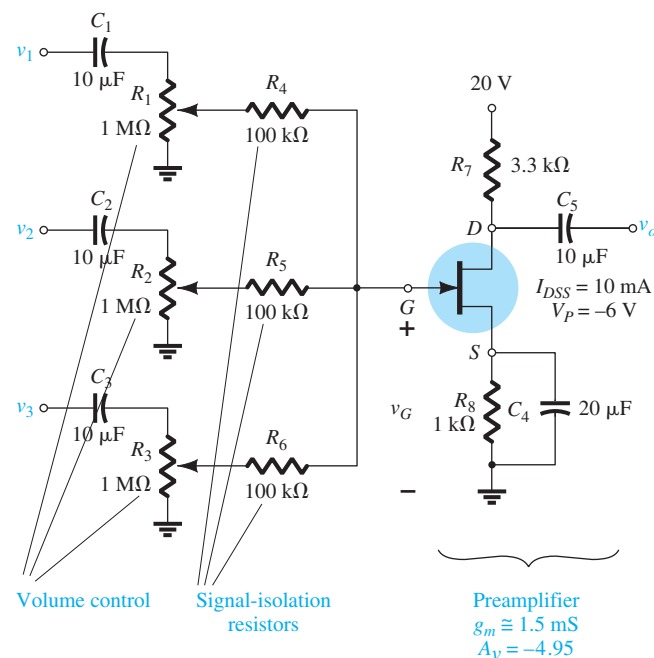 C₁
v₁
10 μF
R₁
1 MΩ
R₄
100 kΩ
20 V
R₇
3.3 kΩ
C₂
v₂
10 μF
R₂
1 MΩ
R₅
100 kΩ
D
C₅
vₒ
10 μF
I_DSS = 10 mA
V_P = –6 V
G
+
S
C₃
v₃
10 μF
R₃
1 MΩ
R₆
100 kΩ
v_G
–
R₈
1 kΩ
C₄
20 μF
Volume control
Signal-isolation
resistors
Preamplifier
gₘ ≅ 1.5 mS
Aᵥ = –4.95